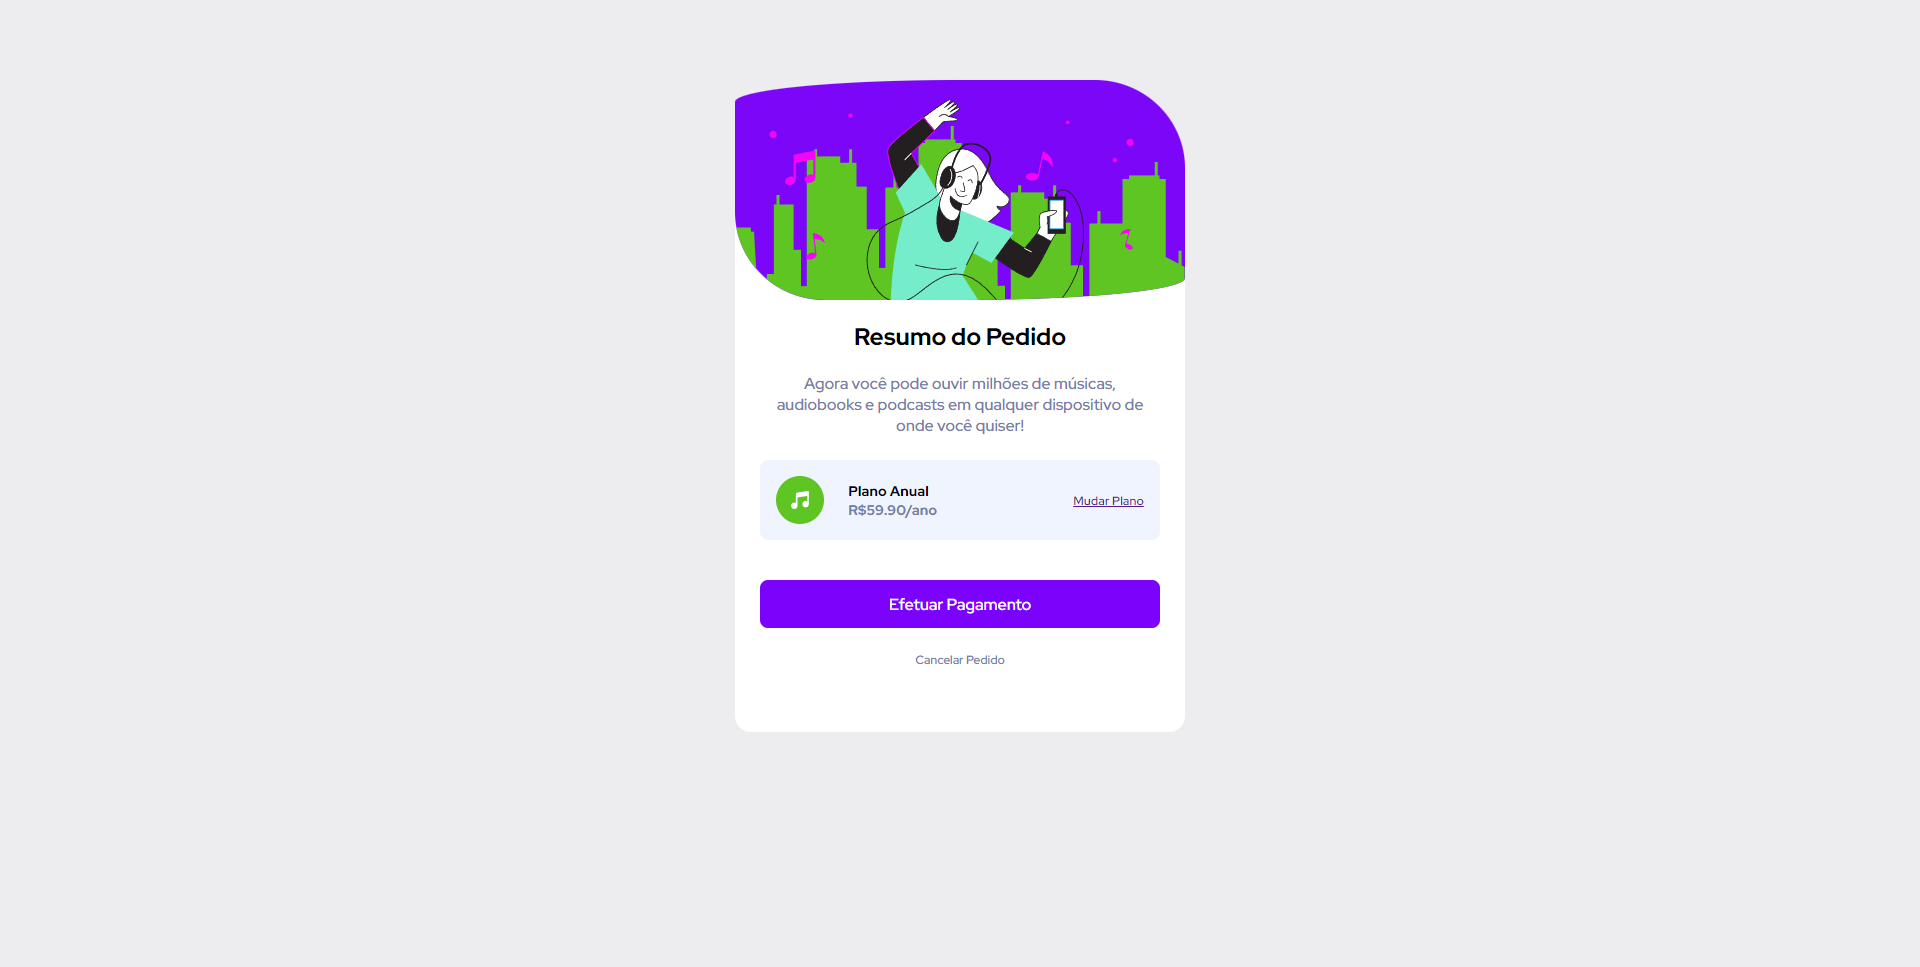 Resumo do Pedido
Agora você pode ouvir milhões de músicas,
audiobooks e podcasts em qualquer dispositivo de
onde você quiser!
Plano Anual
R$59.90/ano
Mudar Plano
Efetuar Pagamento
Cancelar Pedido